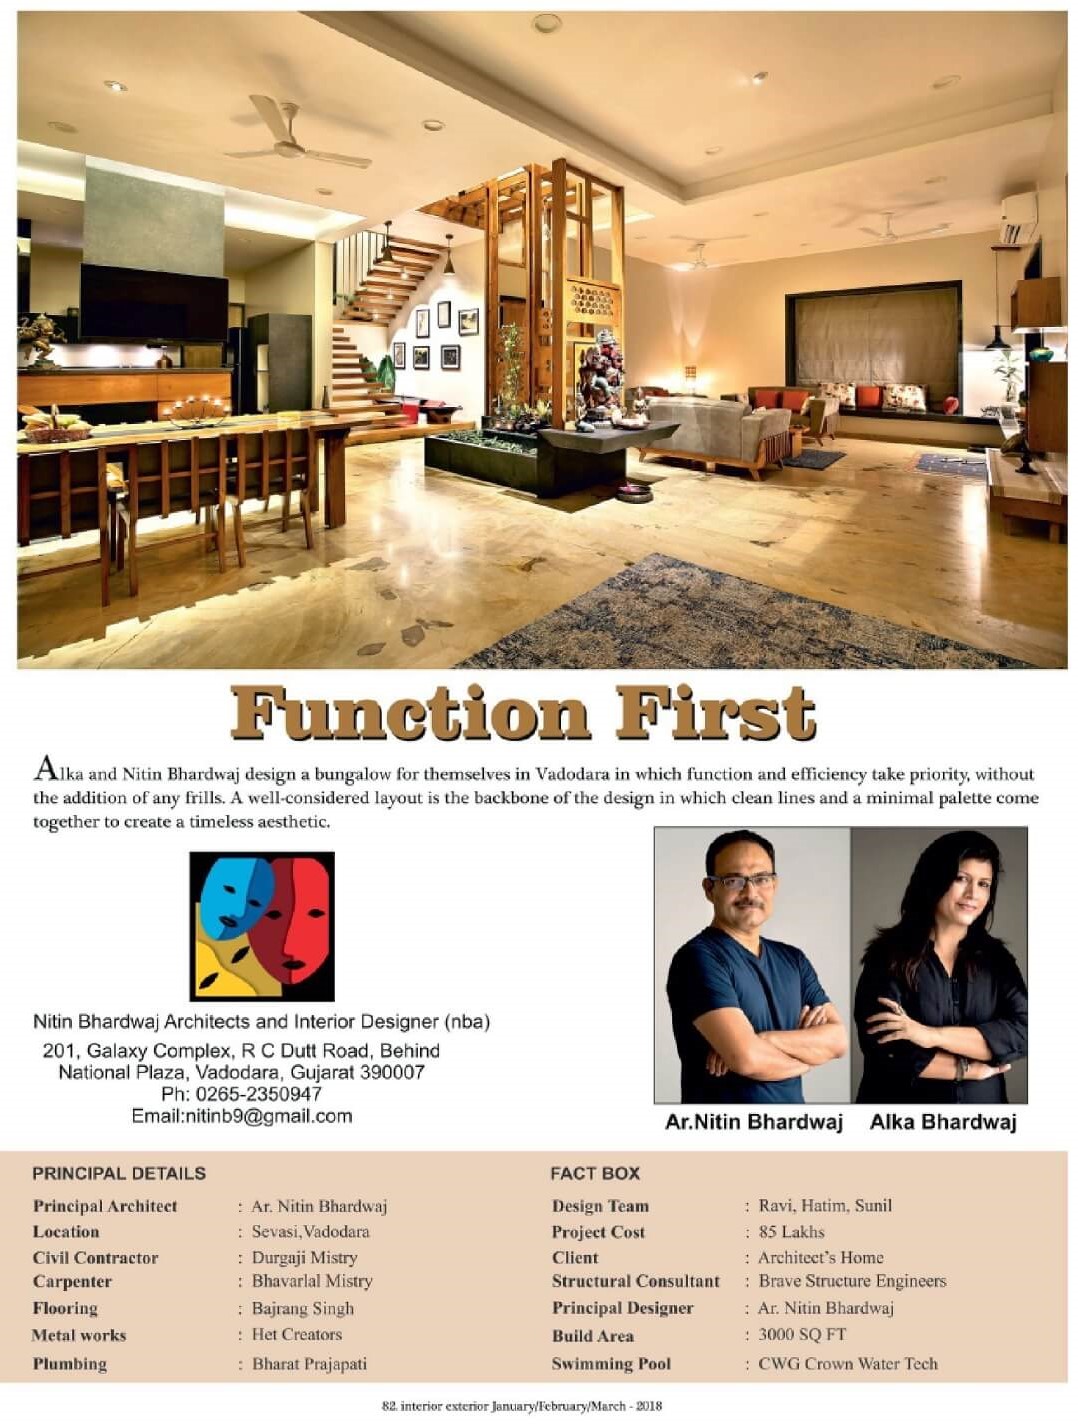 Function First
Alka and Nitin Bhardwaj design a bungalow for themselves in Vadodara in which function and efficiency take priority, without
the addition of any frills. A well-considered layout is the backbone of the design in which clean lines and a minimal palette come
together to create a timeless aesthetic.
Nitin Bhardwaj Architects and Interior Designer (nba)
201, Galaxy Complex, R C Dutt Road, Behind
National Plaza, Vadodara, Gujarat 390007
Ph: 0265-2350947
Email:nitinb9@gmail.com
Ar.Nitin Bhardwaj Alka Bhardwaj
PRINCIPAL DETAILS
Principal Architect : Ar. Nitin Bhardwaj
Location : Sevasi,Vadodara
Civil Contractor : Durgaji Mistry
Carpenter : Bhavarlal Mistry
Flooring : Bajrang Singh
Metal works : Het Creators
Plumbing : Bharat Prajapati
FACT BOX
Design Team : Ravi, Hatim, Sunil
Project Cost : 85 Lakhs
Client : Architect's Home
Structural Consultant : Brave Structure Engineers
Principal Designer : Ar. Nitin Bhardwaj
Build Area : 3000 SQ FT
Swimming Pool : CWG Crown Water Tech
82. interior exterior January/February/March - 2018